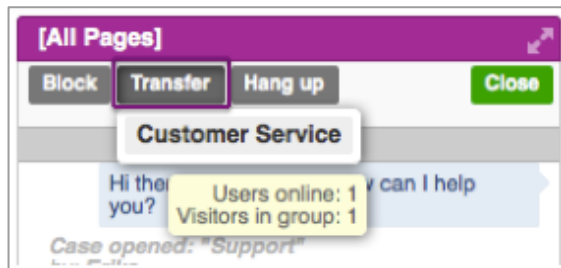 [All Pages]
Block Transfer Hang up Close
Customer Service
Hi can I help
you?
Users online: 1
Visitors in group: 1
Case opened: "Support"